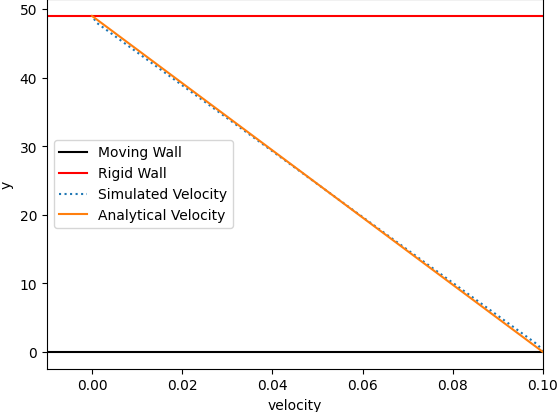 50
40
30
20
10
0
y
Moving Wall
Rigid Wall
Simulated Velocity
Analytical Velocity
0.00 0.02 0.04 0.06 0.08 0.10
velocity